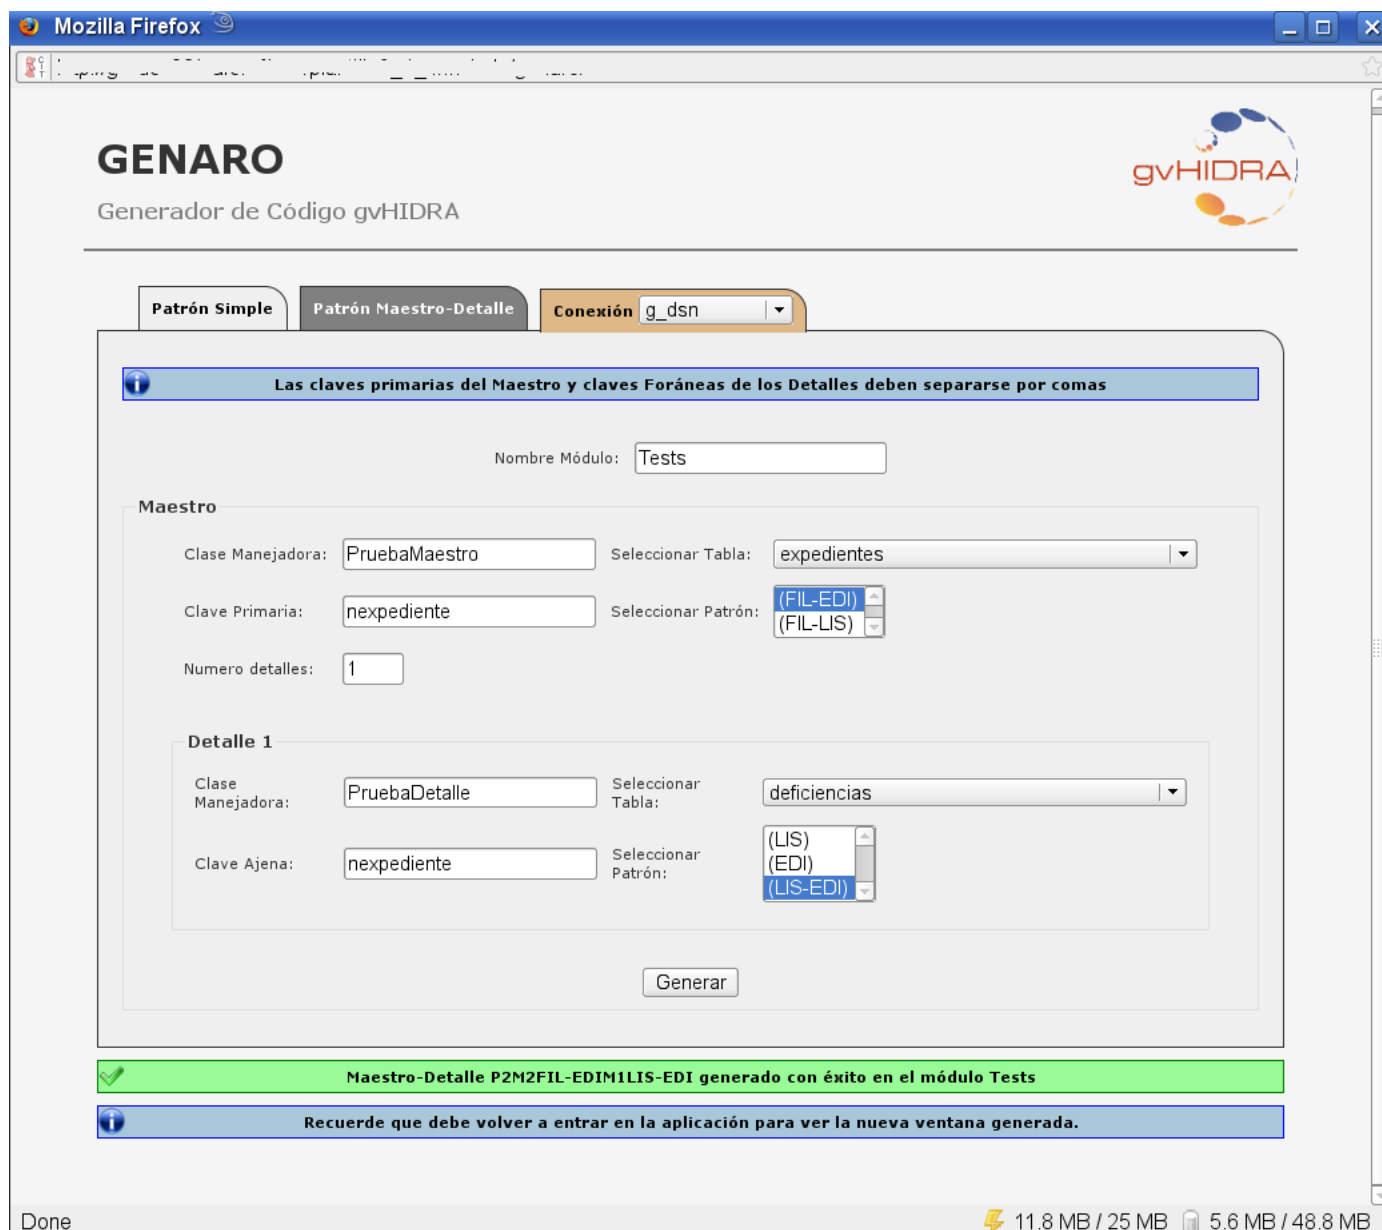 Mozilla Firefox
GENARO
gvHIDRA
Generador de Código gvHIDRA
Patrón Simple
Patrón Maestro-Detalle
Conexión g_dsn
Las claves primarias del Maestro y claves Foráneas de los Detalles deben separarse por comas
Nombre Módulo: Tests
Maestro
Clase Manejadora: PruebaMaestro Seleccionar Tabla: expedientes
Clave Primaria: nexpediente Seleccionar Patrón: (FIL-EDI)
(FIL-LIS)
Numero detalles: 1
Detalle 1
Clase Manejadora: PruebaDetalle Seleccionar Tabla: deficiencias
Clave Ajena: nexpediente Seleccionar Patrón: (LIS)
(EDI)
(LIS-EDI)
Generar
Maestro-Detalle P2M2FIL-EDIM1LIS-EDI generado con éxito en el módulo Tests
Recuerde que debe volver a entrar en la aplicación para ver la nueva ventana generada.
Done 11.8 MB / 25 MB 5.6 MB / 48.8 MB